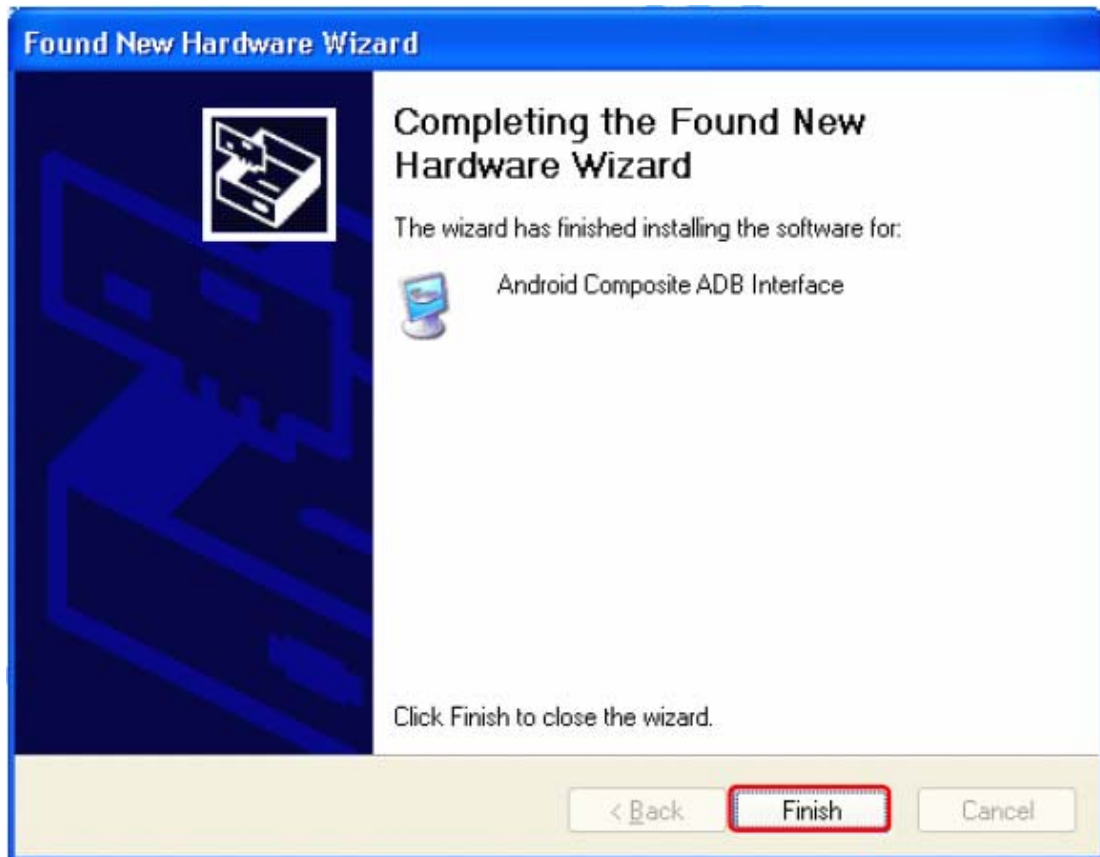 Found New Hardware Wizard
Completing the Found New
Hardware Wizard
The wizard has finished installing the software for:
Android Composite ADB Interface
Click Finish to close the wizard.
< Back
Finish
Cancel